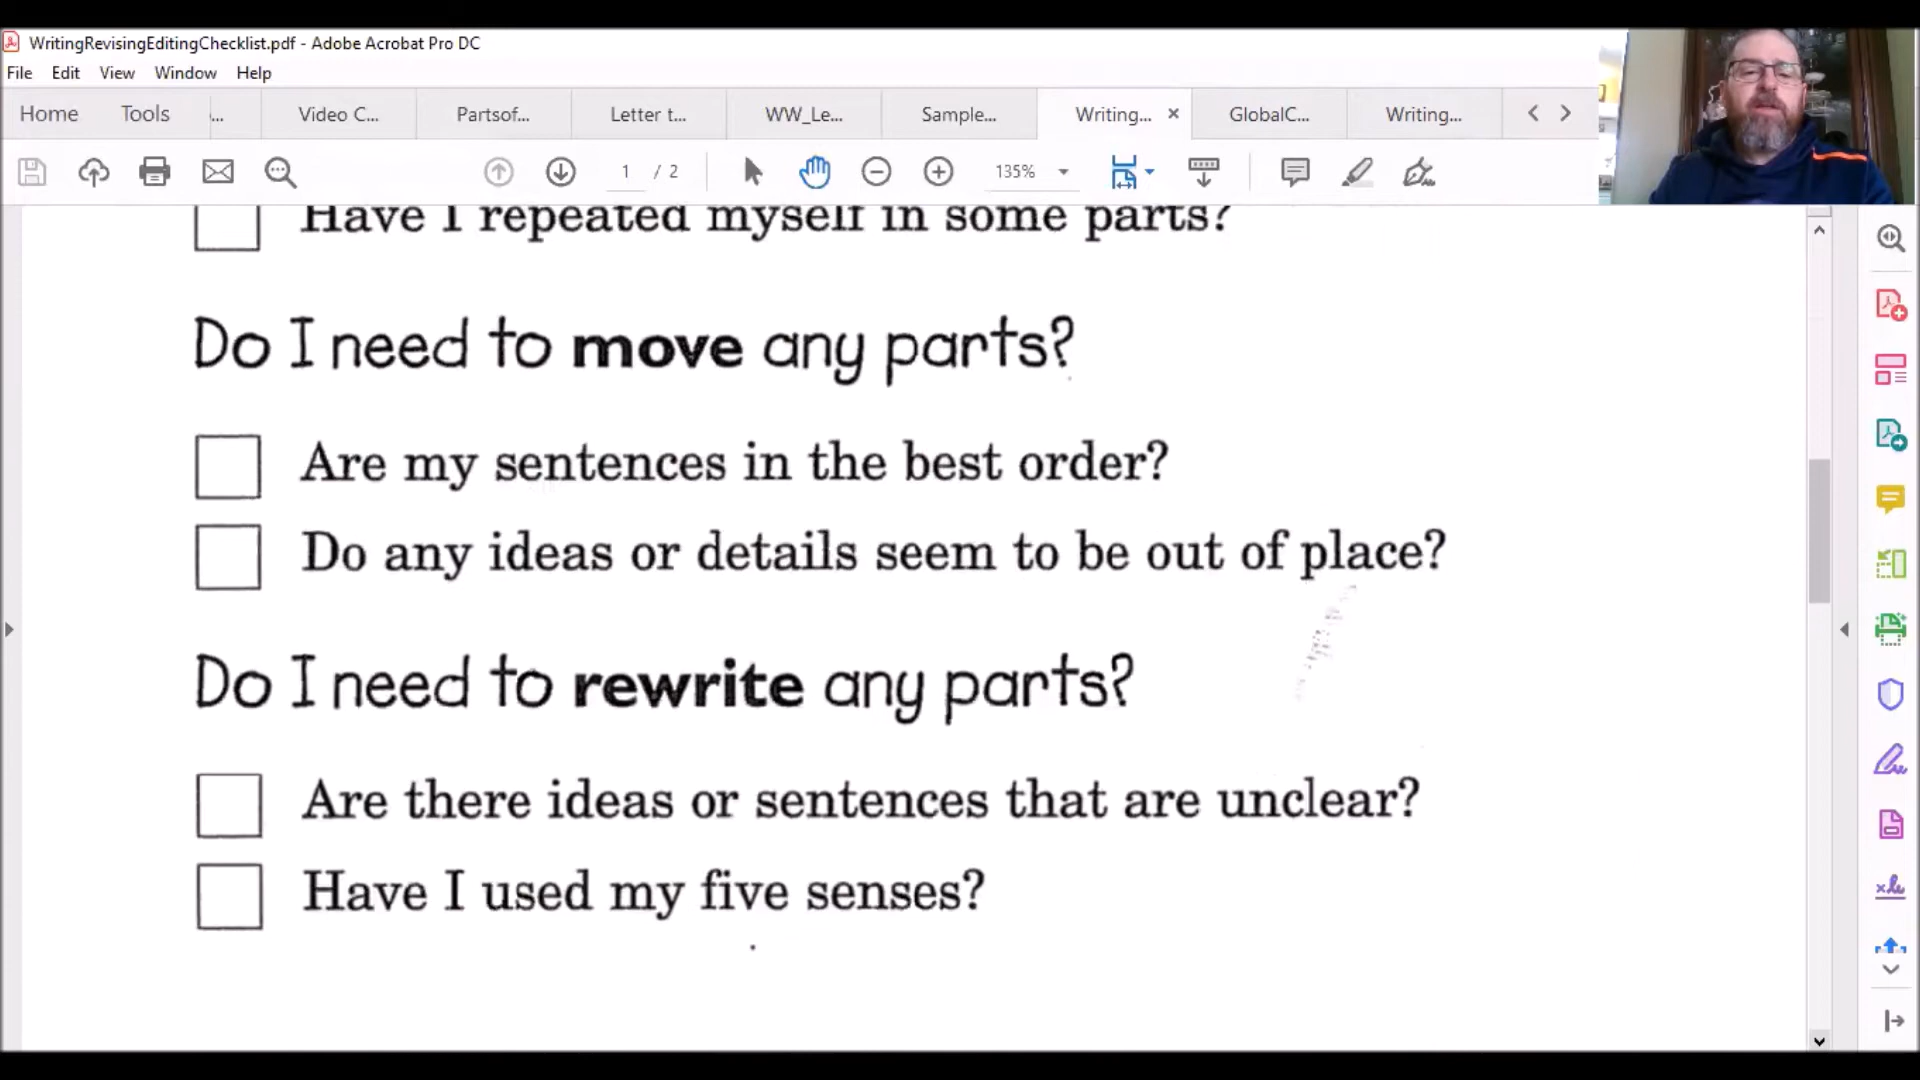 WritingRevisingEditingChecklist.pdf - Adobe Acrobat Pro DC
File Edit View Window Help
Home Tools ... Video C... Partsof... Letter t... WW_Le... Sample... Writing... × GlobalC... Writing...
1 / 2 135%
Have I repeated myself in some parts?
Do I need to move any parts?
Are my sentences in the best order?
Do any ideas or details seem to be out of place?
Do I need to rewrite any parts?
Are there ideas or sentences that are unclear?
Have I used my five senses?